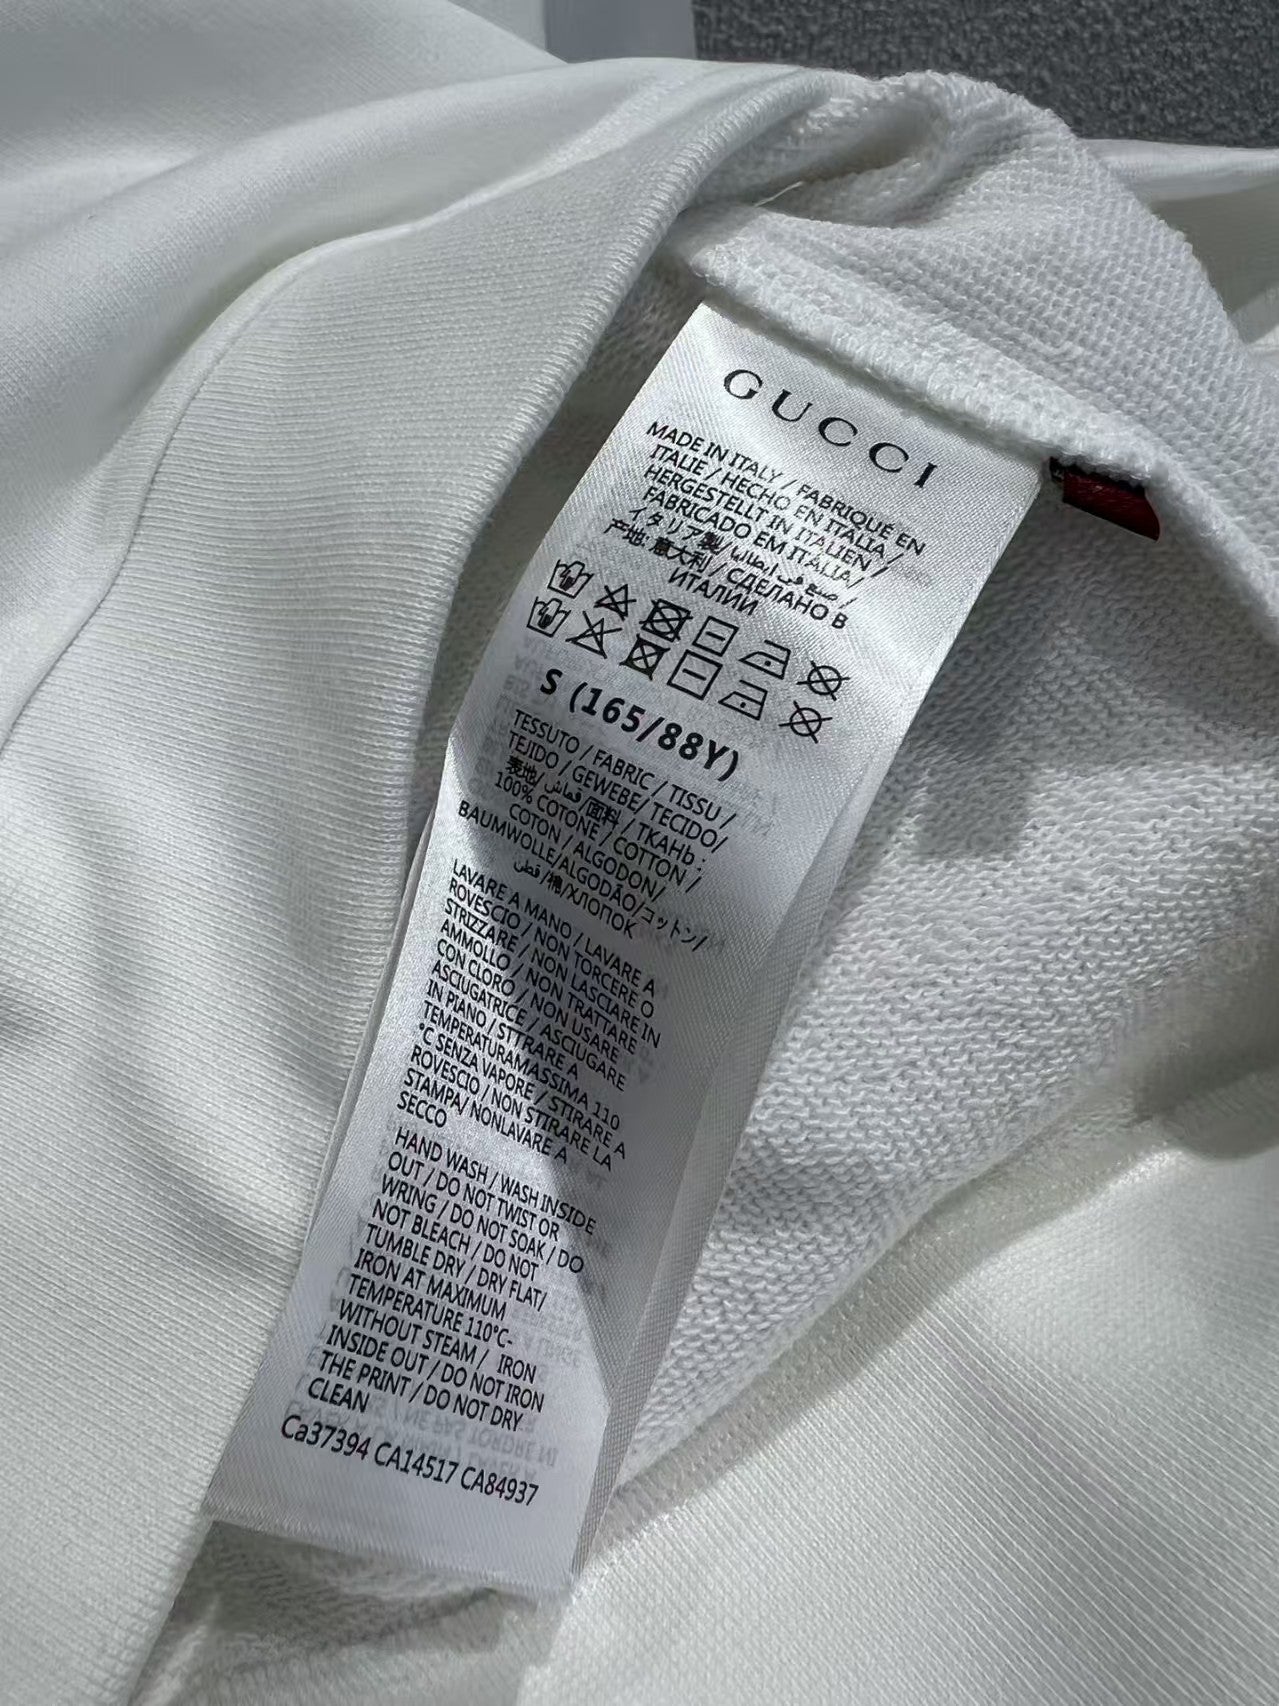 GUCCI
MADE IN ITALY / FABRIQUÉ EN
ITALIE / HECHO EN ITALIA /
HERGESTELLT IN ITALIEN /
FABRICADO EM ITALIA/
イタリア製/صنع في ايطاليا /
产地: 意大利 / СДЕЛАНО В
ИТАЛИИ
S (165/88Y)
TESSUTO / FABRIC / TISSU /
TEJIDO / GEWEBE/ TECIDO/
表地/ قماش/面料 / ТКАНЬ :
100% COTONE / COTTON /
COTON / ALGODON/
BAUMWOLLE/ALGODÃO/コットン/
قطن/棉/ХЛОПОК
LAVARE A MANO / LAVARE A
ROVESCIO / NON TORCERE O
STRIZZARE / NON LASCIARE IN
AMMOLLO / NON TRATTARE
CON CLORO / NON USARE
ASCIUGATRICE / ASCIUGARE
IN PIANO / STTRARE A
TEMPERATURAMASSIMA 110
°C SENZA VAPORE / STIRARE A
ROVESCIO / NON STIRARE LA
STAMPA/ NONLAVARE A
SECCO
HAND WASH / WASH INSIDE
OUT / DO NOT TWIST OR
WRING / DO NOT SOAK / DO
NOT BLEACH / DO NOT
TUMBLE DRY / DRY FLAT/
IRON AT MAXIMUM
TEMPERATURE 110°C-
WITHOUT STEAM / IRON
INSIDE OUT / DO NOT IRON
THE PRINT / DO NOT DRY
CLEAN
Ca37394 CA14517 CA84937